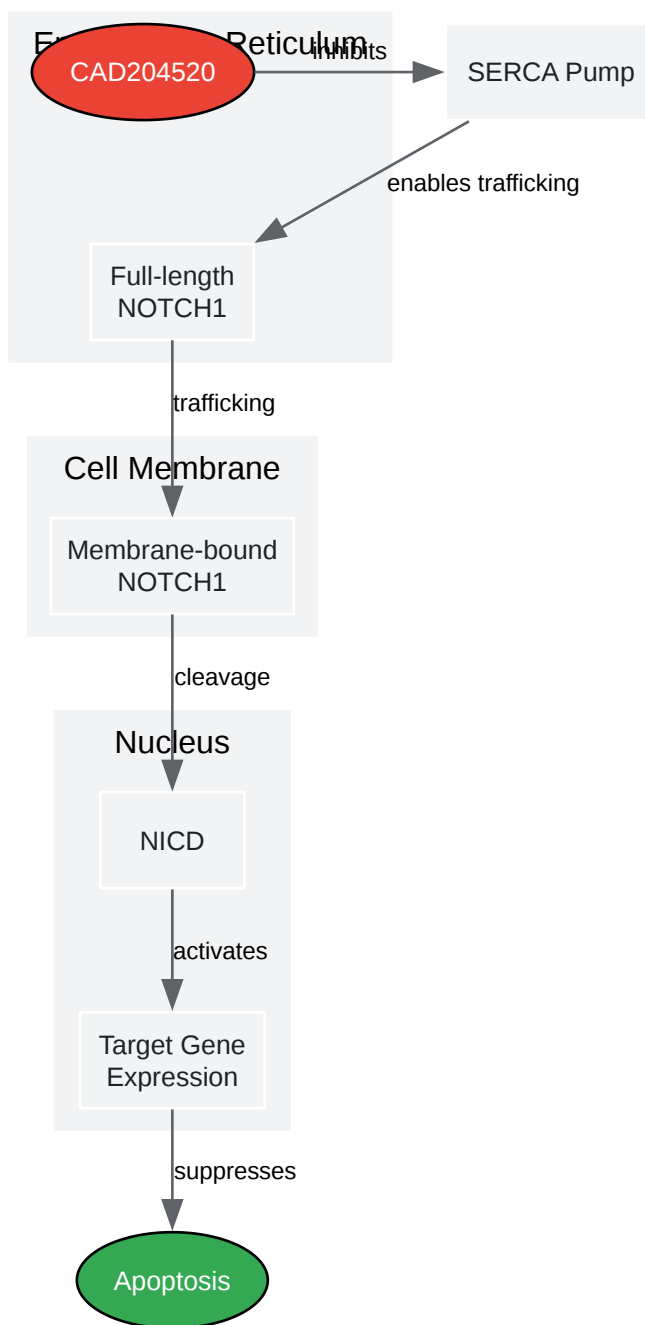 Reticulum
CAD204520
inhibits
SERCA Pump
enables trafficking
Full-length
NOTCH1
trafficking
Cell Membrane
Membrane-bound
NOTCH1
cleavage
Nucleus
NICD
activates
Target Gene
Expression
suppresses
Apoptosis